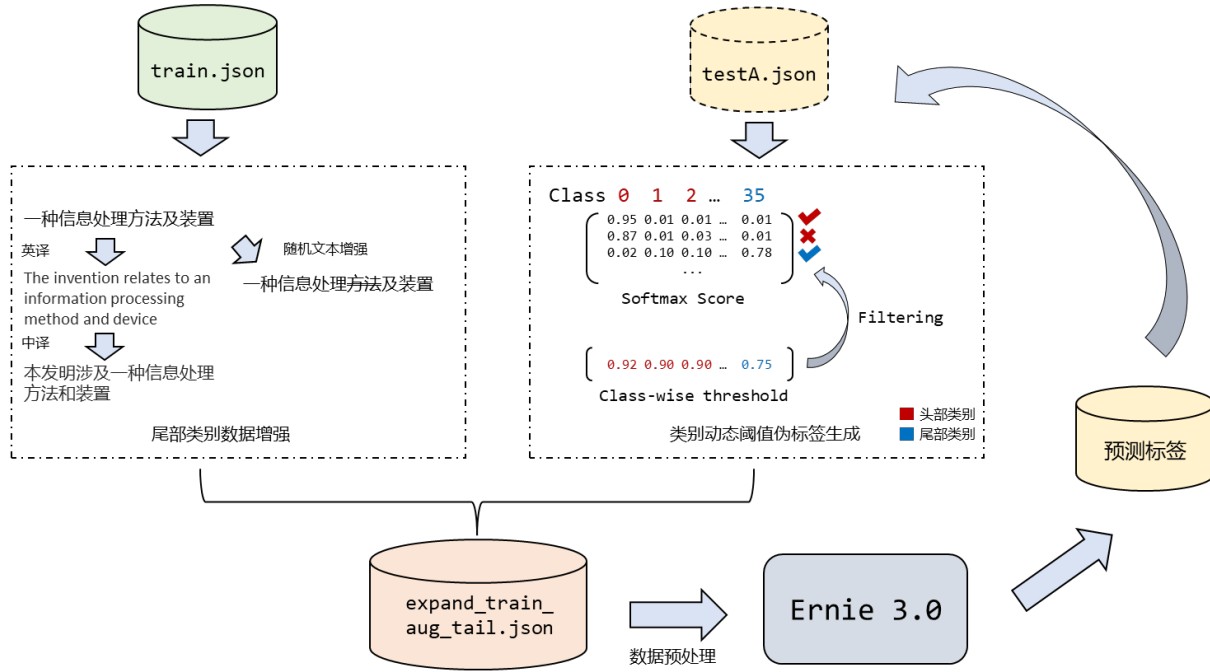 train.json
testA.json
一种信息处理方法及装置
英译
The invention relates to an
information processing
method and device
中译
本发明涉及一种信息处理
方法和装置
随机文本增强
一种信息处理方法及装置
尾部类别数据增强
Class 0 1 2 … 35
0.95 0.01 0.01 … 0.01
0.87 0.01 0.03 … 0.01
0.02 0.10 0.10 … 0.78
...
Softmax Score
Filtering
0.92 0.90 0.90 … 0.75
Class-wise threshold
头部类别
尾部类别
类别动态阈值伪标签生成
预测标签
expand_train_
aug_tail.json
数据预处理
Ernie 3.0